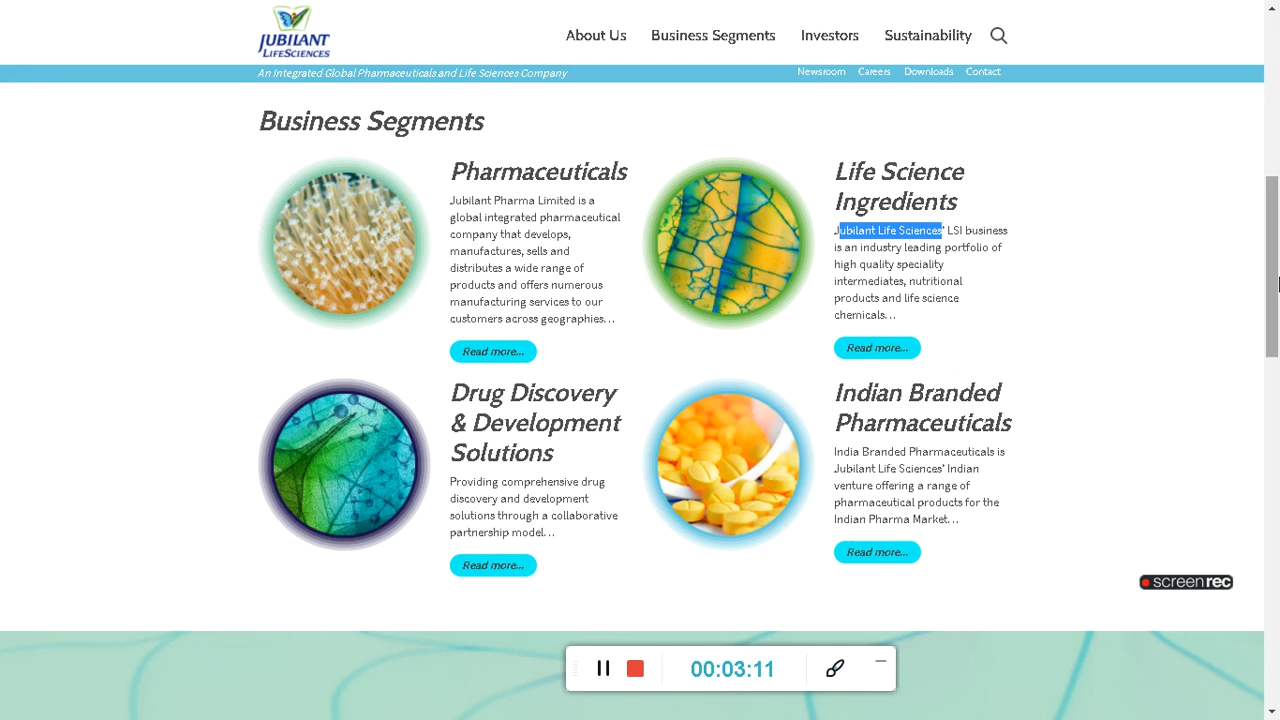 JUBILANT
LIFESCIENCES
About Us
Business Segments
Investors
Sustainability
An Integrated Global Pharmaceuticals and Life Sciences Company
Newsroom
Careers
Downloads
Contact
Business Segments
Pharmaceuticals
Jubilant Pharma Limited is a
global integrated pharmaceutical
company that develops,
manufactures, sells and
distributes a wide range of
products and offers numerous
manufacturing services to our
customers across geographies...
Read more...
Life Science
Ingredients
Jubilant Life Sciences' LSI business
is an industry leading portfolio of
high quality speciality
intermediates, nutritional
products and life science
chemicals...
Read more...
Drug Discovery
& Development
Solutions
Providing comprehensive drug
discovery and development
solutions through a collaborative
partnership model...
Read more...
Indian Branded
Pharmaceuticals
India Branded Pharmaceuticals is
Jubilant Life Sciences' Indian
venture offering a range of
pharmaceutical products for the
Indian Pharma Market...
Read more...
screenrec
00:03:11